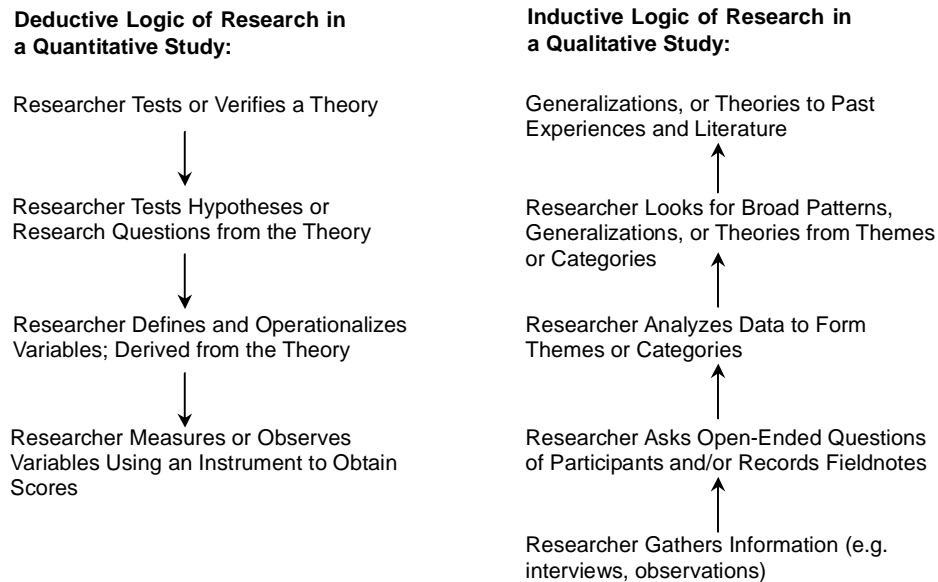 Deductive Logic of Research in
a Quantitative Study:
Researcher Tests or Verifies a Theory
Researcher Tests Hypotheses or
Research Questions from the Theory
Researcher Defines and Operationalizes
Variables; Derived from the Theory
Researcher Measures or Observes
Variables Using an Instrument to Obtain
Scores
Inductive Logic of Research in
a Qualitative Study:
Generalizations, or Theories to Past
Experiences and Literature
Researcher Looks for Broad Patterns,
Generalizations, or Theories from Themes
or Categories
Researcher Analyzes Data to Form
Themes or Categories
Researcher Asks Open-Ended Questions
of Participants and/or Records Fieldnotes
Researcher Gathers Information (e.g.
interviews, observations)